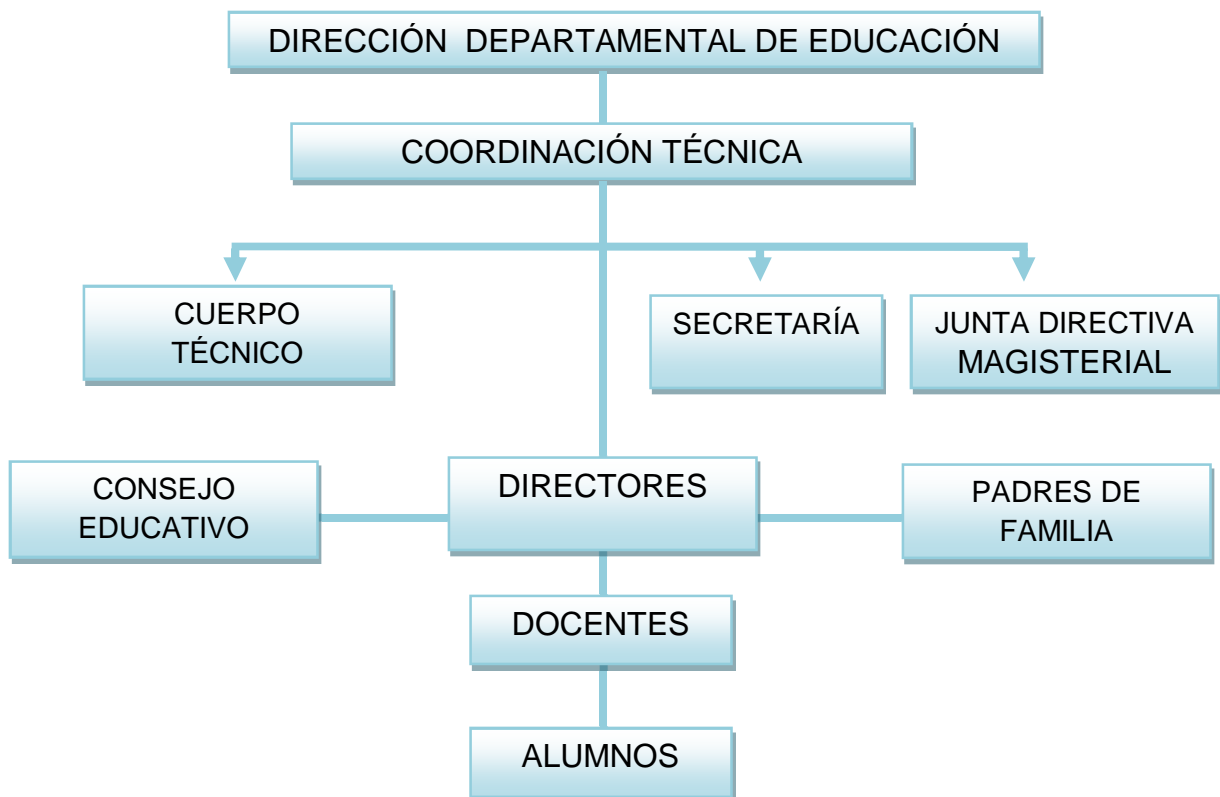 DIRECCIÓN DEPARTAMENTAL DE EDUCACIÓN
COORDINACIÓN TÉCNICA
CUERPO
TÉCNICO
SECRETARÍA
JUNTA DIRECTIVA
MAGISTERIAL
CONSEJO
EDUCATIVO
DIRECTORES
PADRES DE
FAMILIA
DOCENTES
ALUMNOS